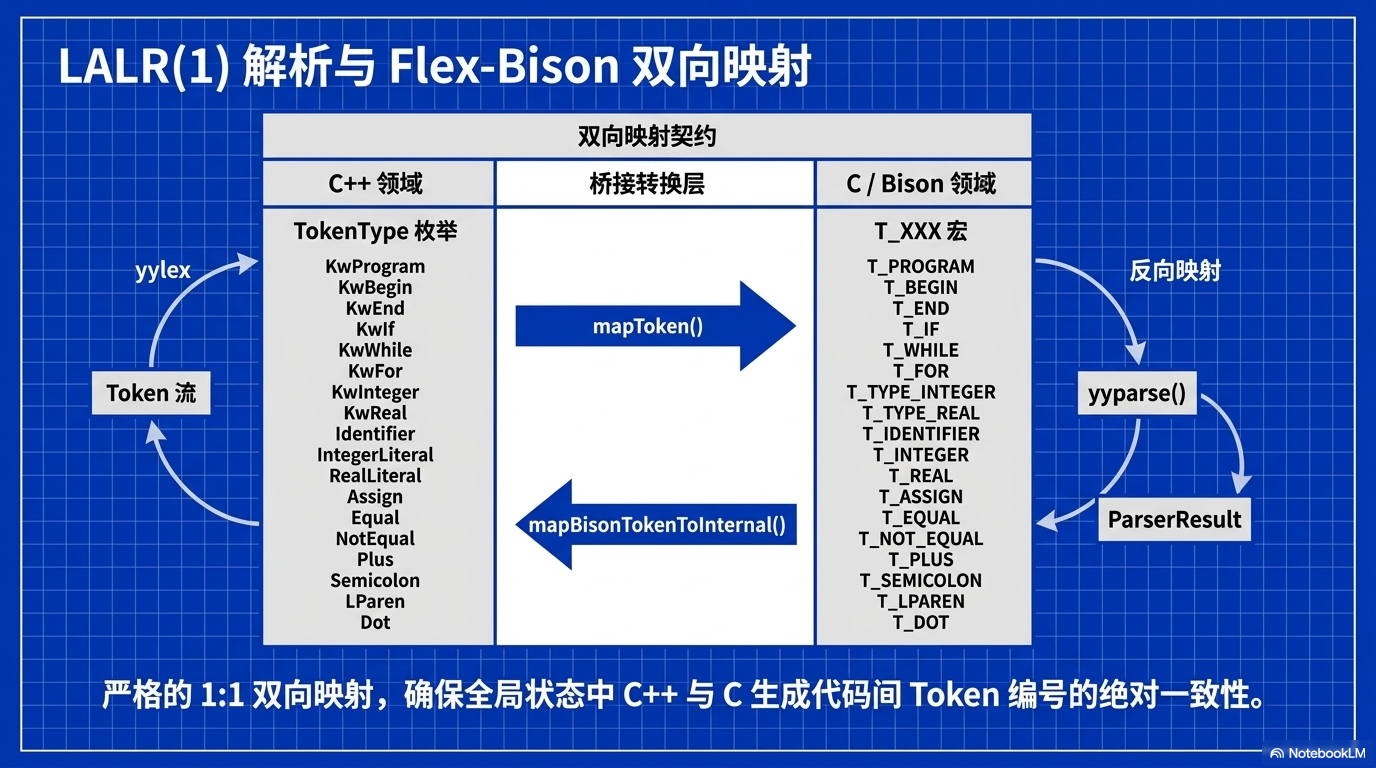 LALR(1) 解析与 Flex-Bison 双向映射
双向映射契约
C++ 领域
桥接转换层
C / Bison 领域
TokenType 枚举
KwProgram
KwBegin
KwEnd
KwIf
KwWhile
KwFor
KwInteger
KwReal
Identifier
IntegerLiteral
RealLiteral
Assign
Equal
NotEqual
Plus
Semicolon
LParen
Dot
mapToken()
mapBisonTokenToInternal()
T_XXX 宏
T_PROGRAM
T_BEGIN
T_END
T_IF
T_WHILE
T_FOR
T_TYPE_INTEGER
T_TYPE_REAL
T_IDENTIFIER
T_INTEGER
T_REAL
T_ASSIGN
T_EQUAL
T_NOT_EQUAL
T_PLUS
T_SEMICOLON
T_LPAREN
T_DOT
yylex
Token 流
反向映射
yyparse()
ParserResult
严格的 1:1 双向映射，确保全局状态中 C++ 与 C 生成代码间 Token 编号的绝对一致性。
NotebookLM